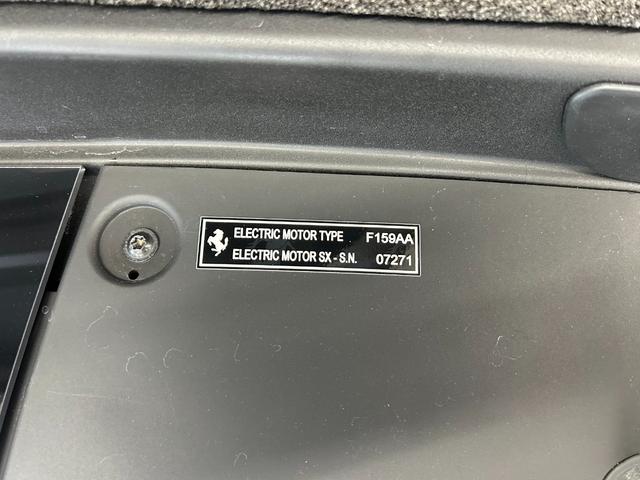 ELECTRIC MOTOR TYPE F159AA
ELECTRIC MOTOR SX - S.N. 07271